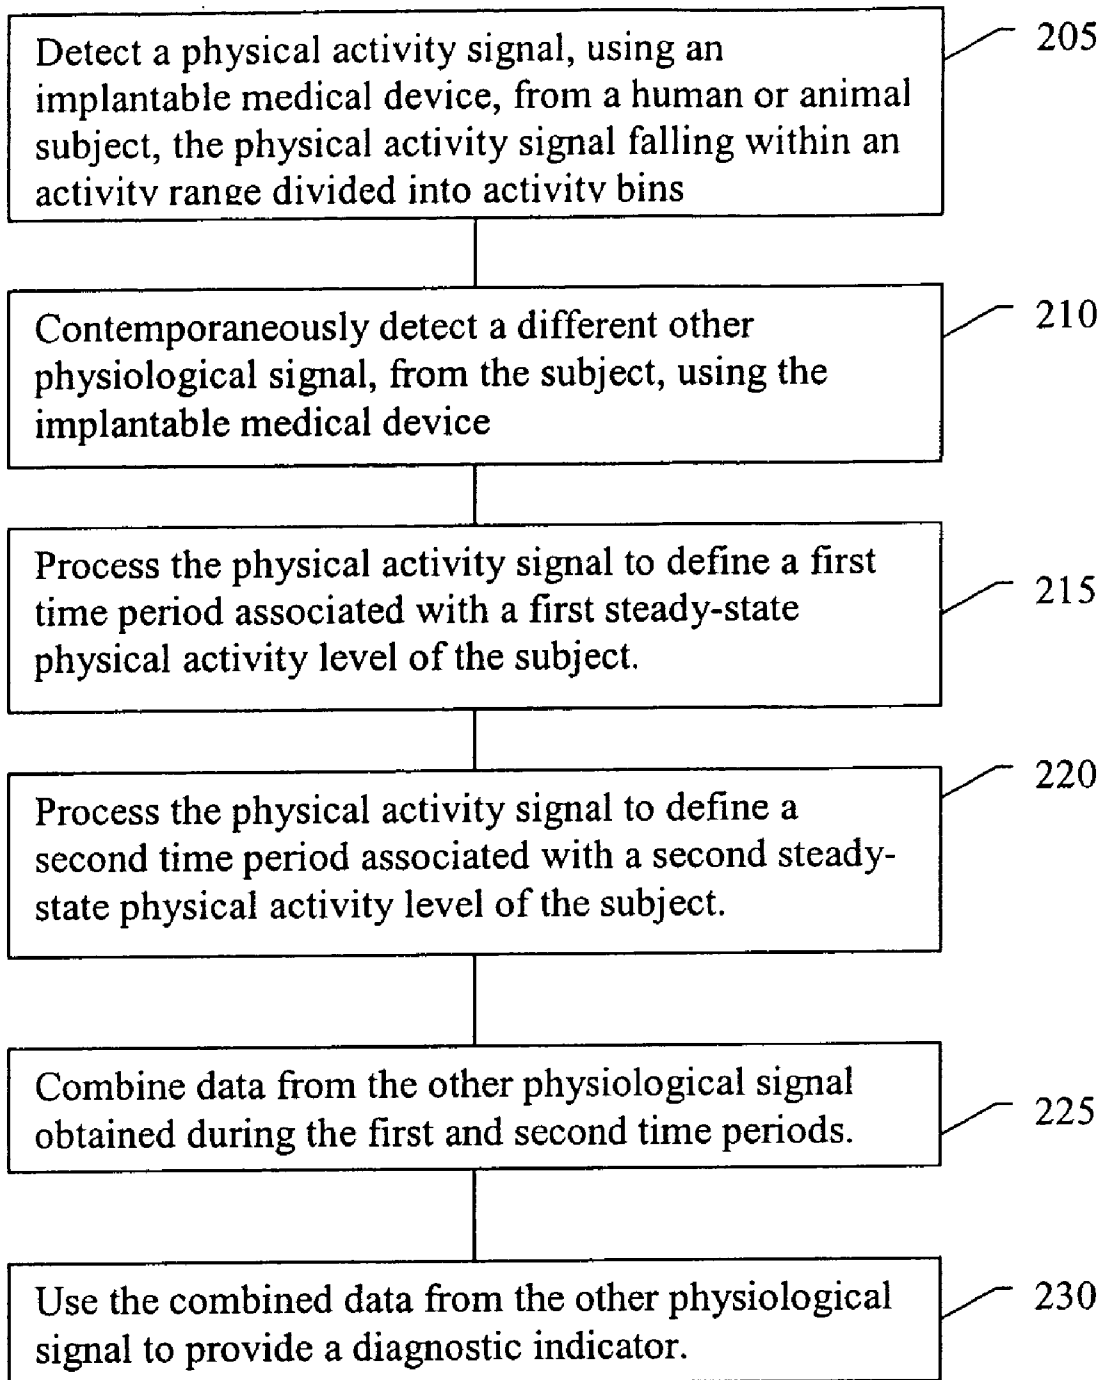 Detect a physical activity signal, using an
implantable medical device, from a human or animal
subject, the physical activity signal falling within an
activity range divided into activity bins
205
Contemporaneously detect a different other
physiological signal, from the subject, using the
implantable medical device
210
Process the physical activity signal to define a first
time period associated with a first steady-state
physical activity level of the subject.
215
Process the physical activity signal to define a
second time period associated with a second steady-
state physical activity level of the subject.
220
Combine data from the other physiological signal
obtained during the first and second time periods.
225
Use the combined data from the other physiological
signal to provide a diagnostic indicator.
230